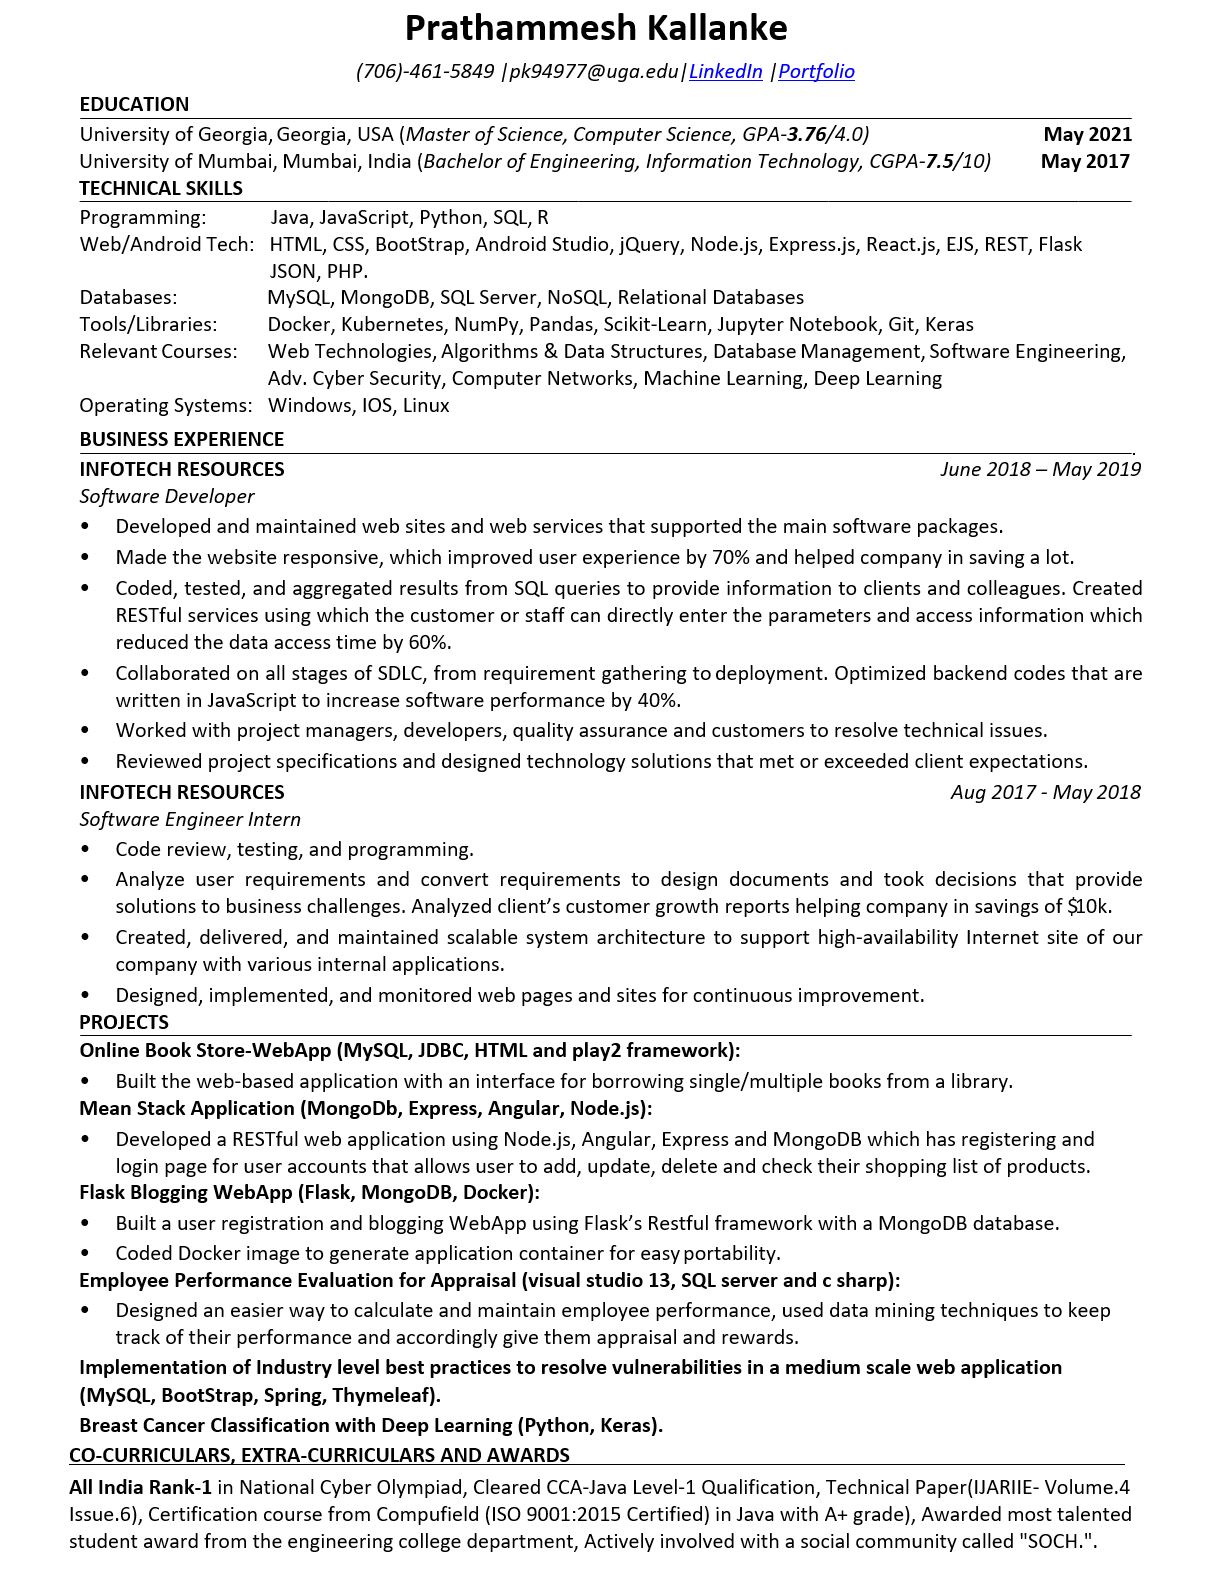 Prathammesh Kallanke
(706)-461-5849 |pk94977@uga.edu|LinkedIn |Portfolio
EDUCATION
University of Georgia, Georgia, USA (Master of Science, Computer Science, GPA-3.76/4.0) May 2021
University of Mumbai, Mumbai, India (Bachelor of Engineering, Information Technology, CGPA-7.5/10) May 2017
TECHNICAL SKILLS
Programming: Java, JavaScript, Python, SQL, R
Web/Android Tech: HTML, CSS, BootStrap, Android Studio, jQuery, Node.js, Express.js, React.js, EJS, REST, Flask
JSON, PHP.
Databases: MySQL, MongoDB, SQL Server, NoSQL, Relational Databases
Tools/Libraries: Docker, Kubernetes, NumPy, Pandas, Scikit-Learn, Jupyter Notebook, Git, Keras
Relevant Courses: Web Technologies, Algorithms & Data Structures, Database Management, Software Engineering,
Adv. Cyber Security, Computer Networks, Machine Learning, Deep Learning
Operating Systems: Windows, IOS, Linux
BUSINESS EXPERIENCE .
INFOTECH RESOURCES June 2018 – May 2019
Software Developer
• Developed and maintained web sites and web services that supported the main software packages.
• Made the website responsive, which improved user experience by 70% and helped company in saving a lot.
• Coded, tested, and aggregated results from SQL queries to provide information to clients and colleagues. Created
RESTful services using which the customer or staff can directly enter the parameters and access information which
reduced the data access time by 60%.
• Collaborated on all stages of SDLC, from requirement gathering to deployment. Optimized backend codes that are
written in JavaScript to increase software performance by 40%.
• Worked with project managers, developers, quality assurance and customers to resolve technical issues.
• Reviewed project specifications and designed technology solutions that met or exceeded client expectations.
INFOTECH RESOURCES Aug 2017 - May 2018
Software Engineer Intern
• Code review, testing, and programming.
• Analyze user requirements and convert requirements to design documents and took decisions that provide
solutions to business challenges. Analyzed client’s customer growth reports helping company in savings of $10k.
• Created, delivered, and maintained scalable system architecture to support high-availability Internet site of our
company with various internal applications.
• Designed, implemented, and monitored web pages and sites for continuous improvement.
PROJECTS
Online Book Store-WebApp (MySQL, JDBC, HTML and play2 framework):
• Built the web-based application with an interface for borrowing single/multiple books from a library.
Mean Stack Application (MongoDb, Express, Angular, Node.js):
• Developed a RESTful web application using Node.js, Angular, Express and MongoDB which has registering and
login page for user accounts that allows user to add, update, delete and check their shopping list of products.
Flask Blogging WebApp (Flask, MongoDB, Docker):
• Built a user registration and blogging WebApp using Flask’s Restful framework with a MongoDB database.
• Coded Docker image to generate application container for easy portability.
Employee Performance Evaluation for Appraisal (visual studio 13, SQL server and c sharp):
• Designed an easier way to calculate and maintain employee performance, used data mining techniques to keep
track of their performance and accordingly give them appraisal and rewards.
Implementation of Industry level best practices to resolve vulnerabilities in a medium scale web application
(MySQL, BootStrap, Spring, Thymeleaf).
Breast Cancer Classification with Deep Learning (Python, Keras).
CO-CURRICULARS, EXTRA-CURRICULARS AND AWARDS
All India Rank-1 in National Cyber Olympiad, Cleared CCA-Java Level-1 Qualification, Technical Paper(IJARIIE- Volume.4
Issue.6), Certification course from Compufield (ISO 9001:2015 Certified) in Java with A+ grade), Awarded most talented
student award from the engineering college department, Actively involved with a social community called "SOCH.".